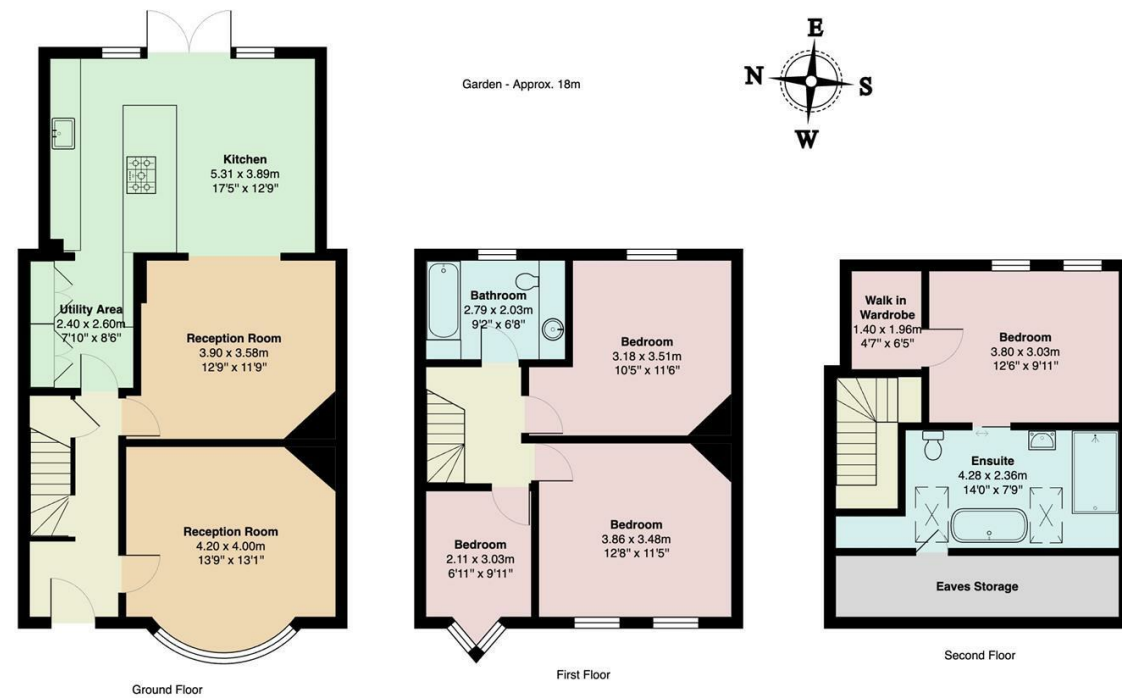 E
N
S
W
Garden - Approx. 18m
Kitchen
5.31 x 3.89m
17'5" x 12'9"
Utility Area
2.40 x 2.60m
7'10" x 8'6"
Reception Room
3.90 x 3.58m
12'9" x 11'9"
Reception Room
4.20 x 4.00m
13'9" x 13'1"
Ground Floor
Bathroom
2.79 x 2.03m
9'2" x 6'8"
Bedroom
3.18 x 3.51m
10'5" x 11'6"
Bedroom
2.11 x 3.03m
6'11" x 9'11"
Bedroom
3.86 x 3.48m
12'8" x 11'5"
First Floor
Walk in
Wardrobe
1.40 x 1.96m
4'7" x 6'5"
Bedroom
3.80 x 3.03m
12'6" x 9'11"
Ensuite
4.28 x 2.36m
14'0" x 7'9"
Eaves Storage
Second Floor